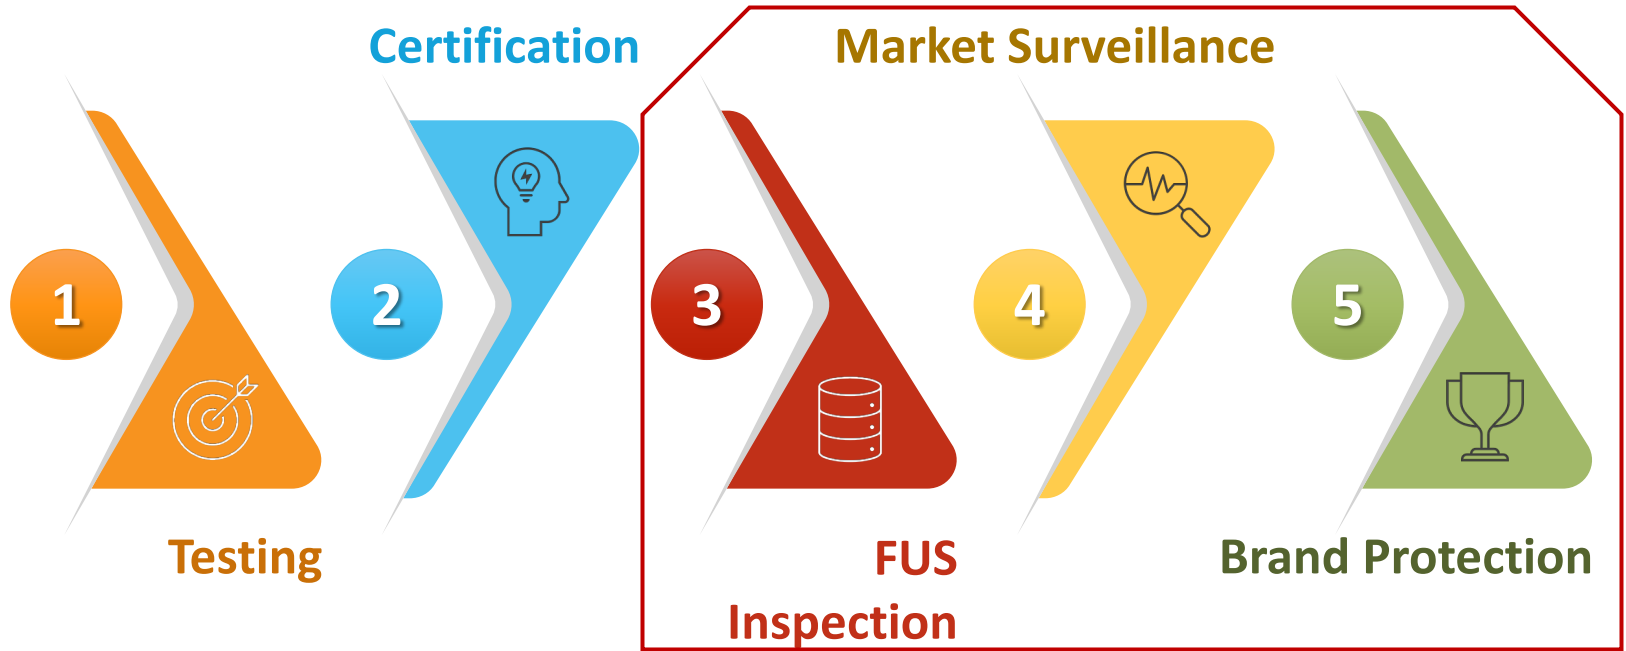 Certification
Market Surveillance
1
2
3
4
5
Testing
FUS
Inspection
Brand Protection